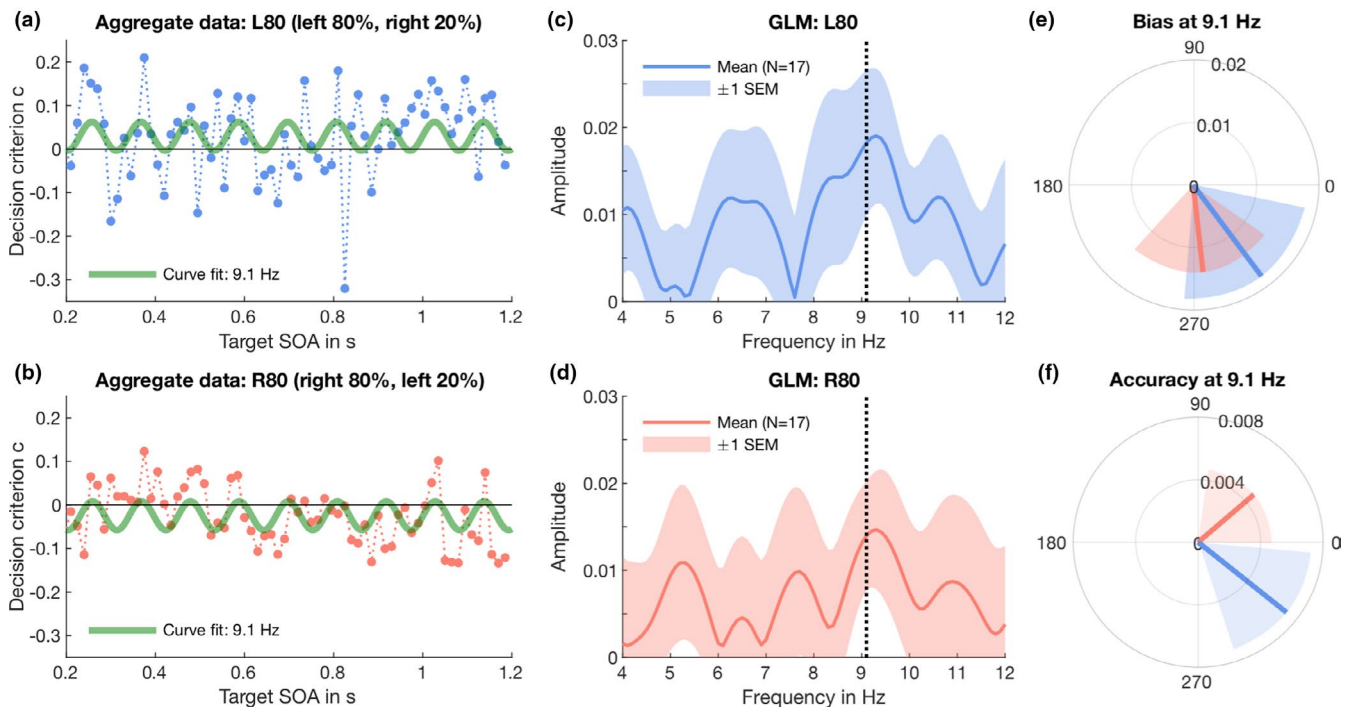 (a) Aggregate data: L80 (left 80%, right 20%)
Decision criterion c
0.2
0.1
0
-0.1
-0.2
-0.3
Curve fit: 9.1 Hz
0.2 0.4 0.6 0.8 1 1.2
Target SOA in s
(c) GLM: L80
Amplitude
0.03
0.02
0.01
0
Mean (N=17)
±1 SEM
4 5 6 7 8 9 10 11 12
Frequency in Hz
(e) Bias at 9.1 Hz
90
0.02
0.01
180 0 0
270
(b) Aggregate data: R80 (right 80%, left 20%)
Decision criterion c
0.2
0.1
0
-0.1
-0.2
-0.3
Curve fit: 9.1 Hz
0.2 0.4 0.6 0.8 1 1.2
Target SOA in s
(d) GLM: R80
Amplitude
0.03
0.02
0.01
0
Mean (N=17)
±1 SEM
4 5 6 7 8 9 10 11 12
Frequency in Hz
(f) Accuracy at 9.1 Hz
90
0.008
0.004
180 0 0
270